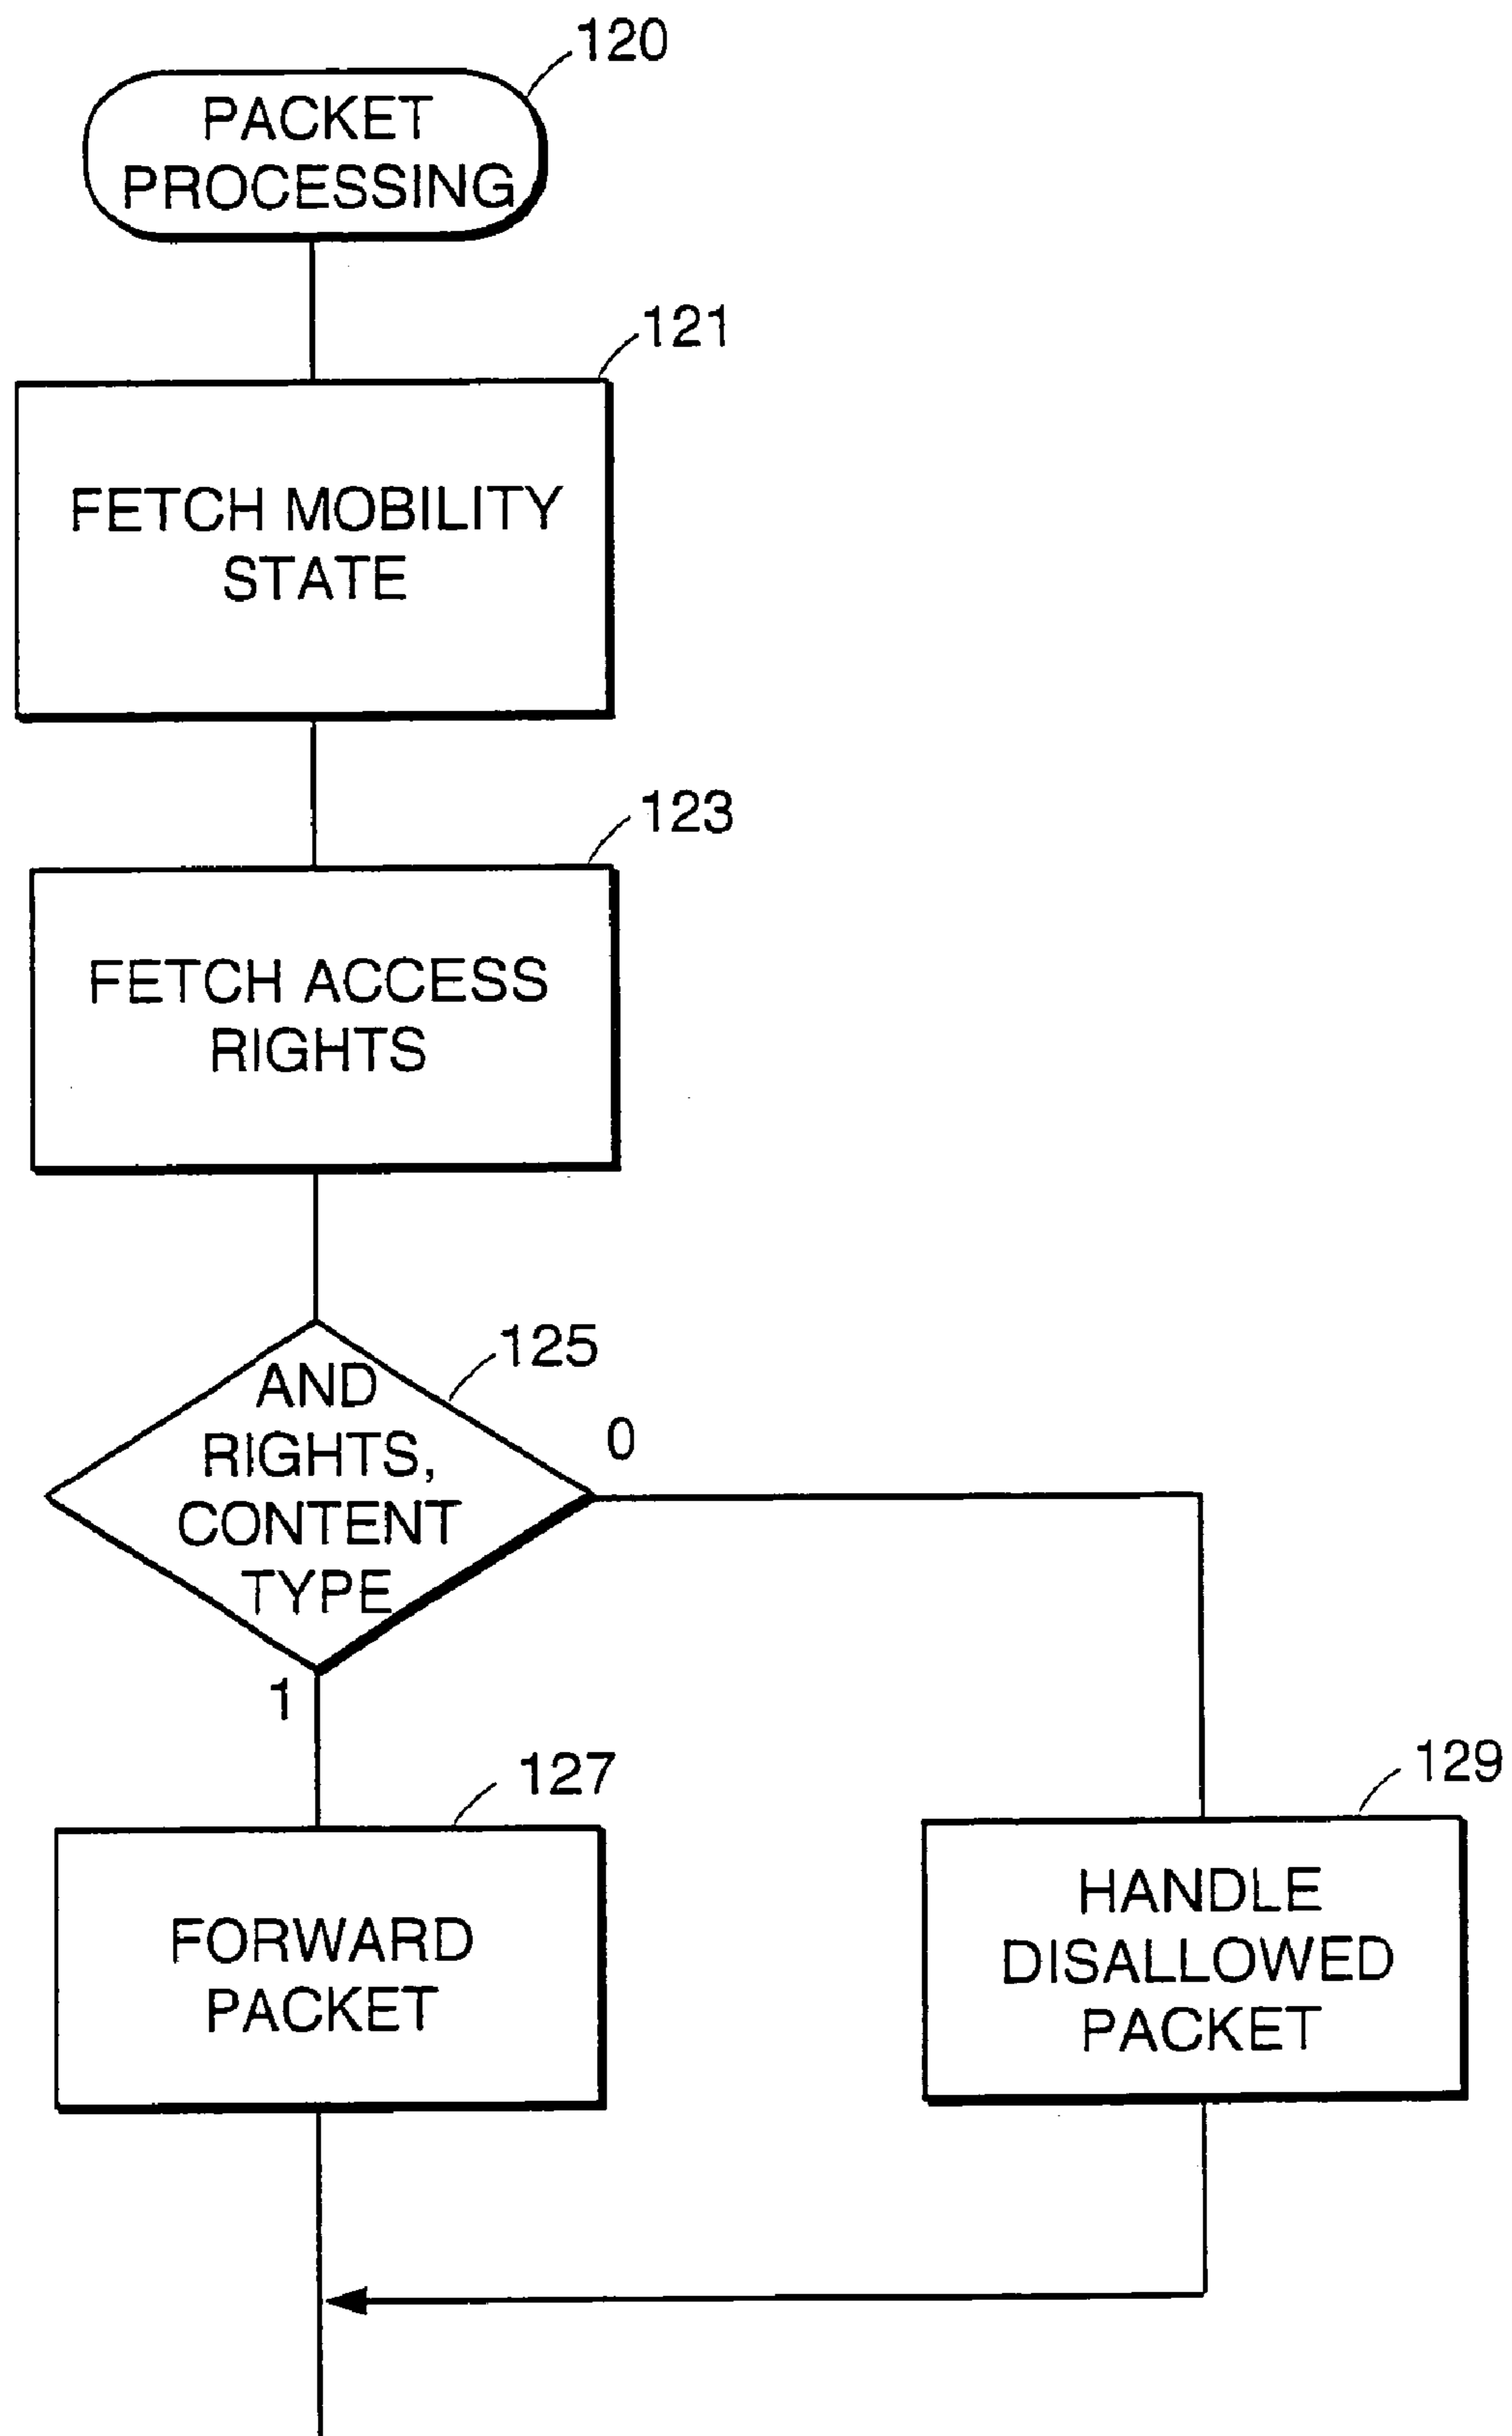 120
PACKET
PROCESSING
121
FETCH MOBILITY
STATE
123
FETCH ACCESS
RIGHTS
125
AND
RIGHTS,
CONTENT
TYPE
0
1
127
FORWARD
PACKET
129
HANDLE
DISALLOWED
PACKET